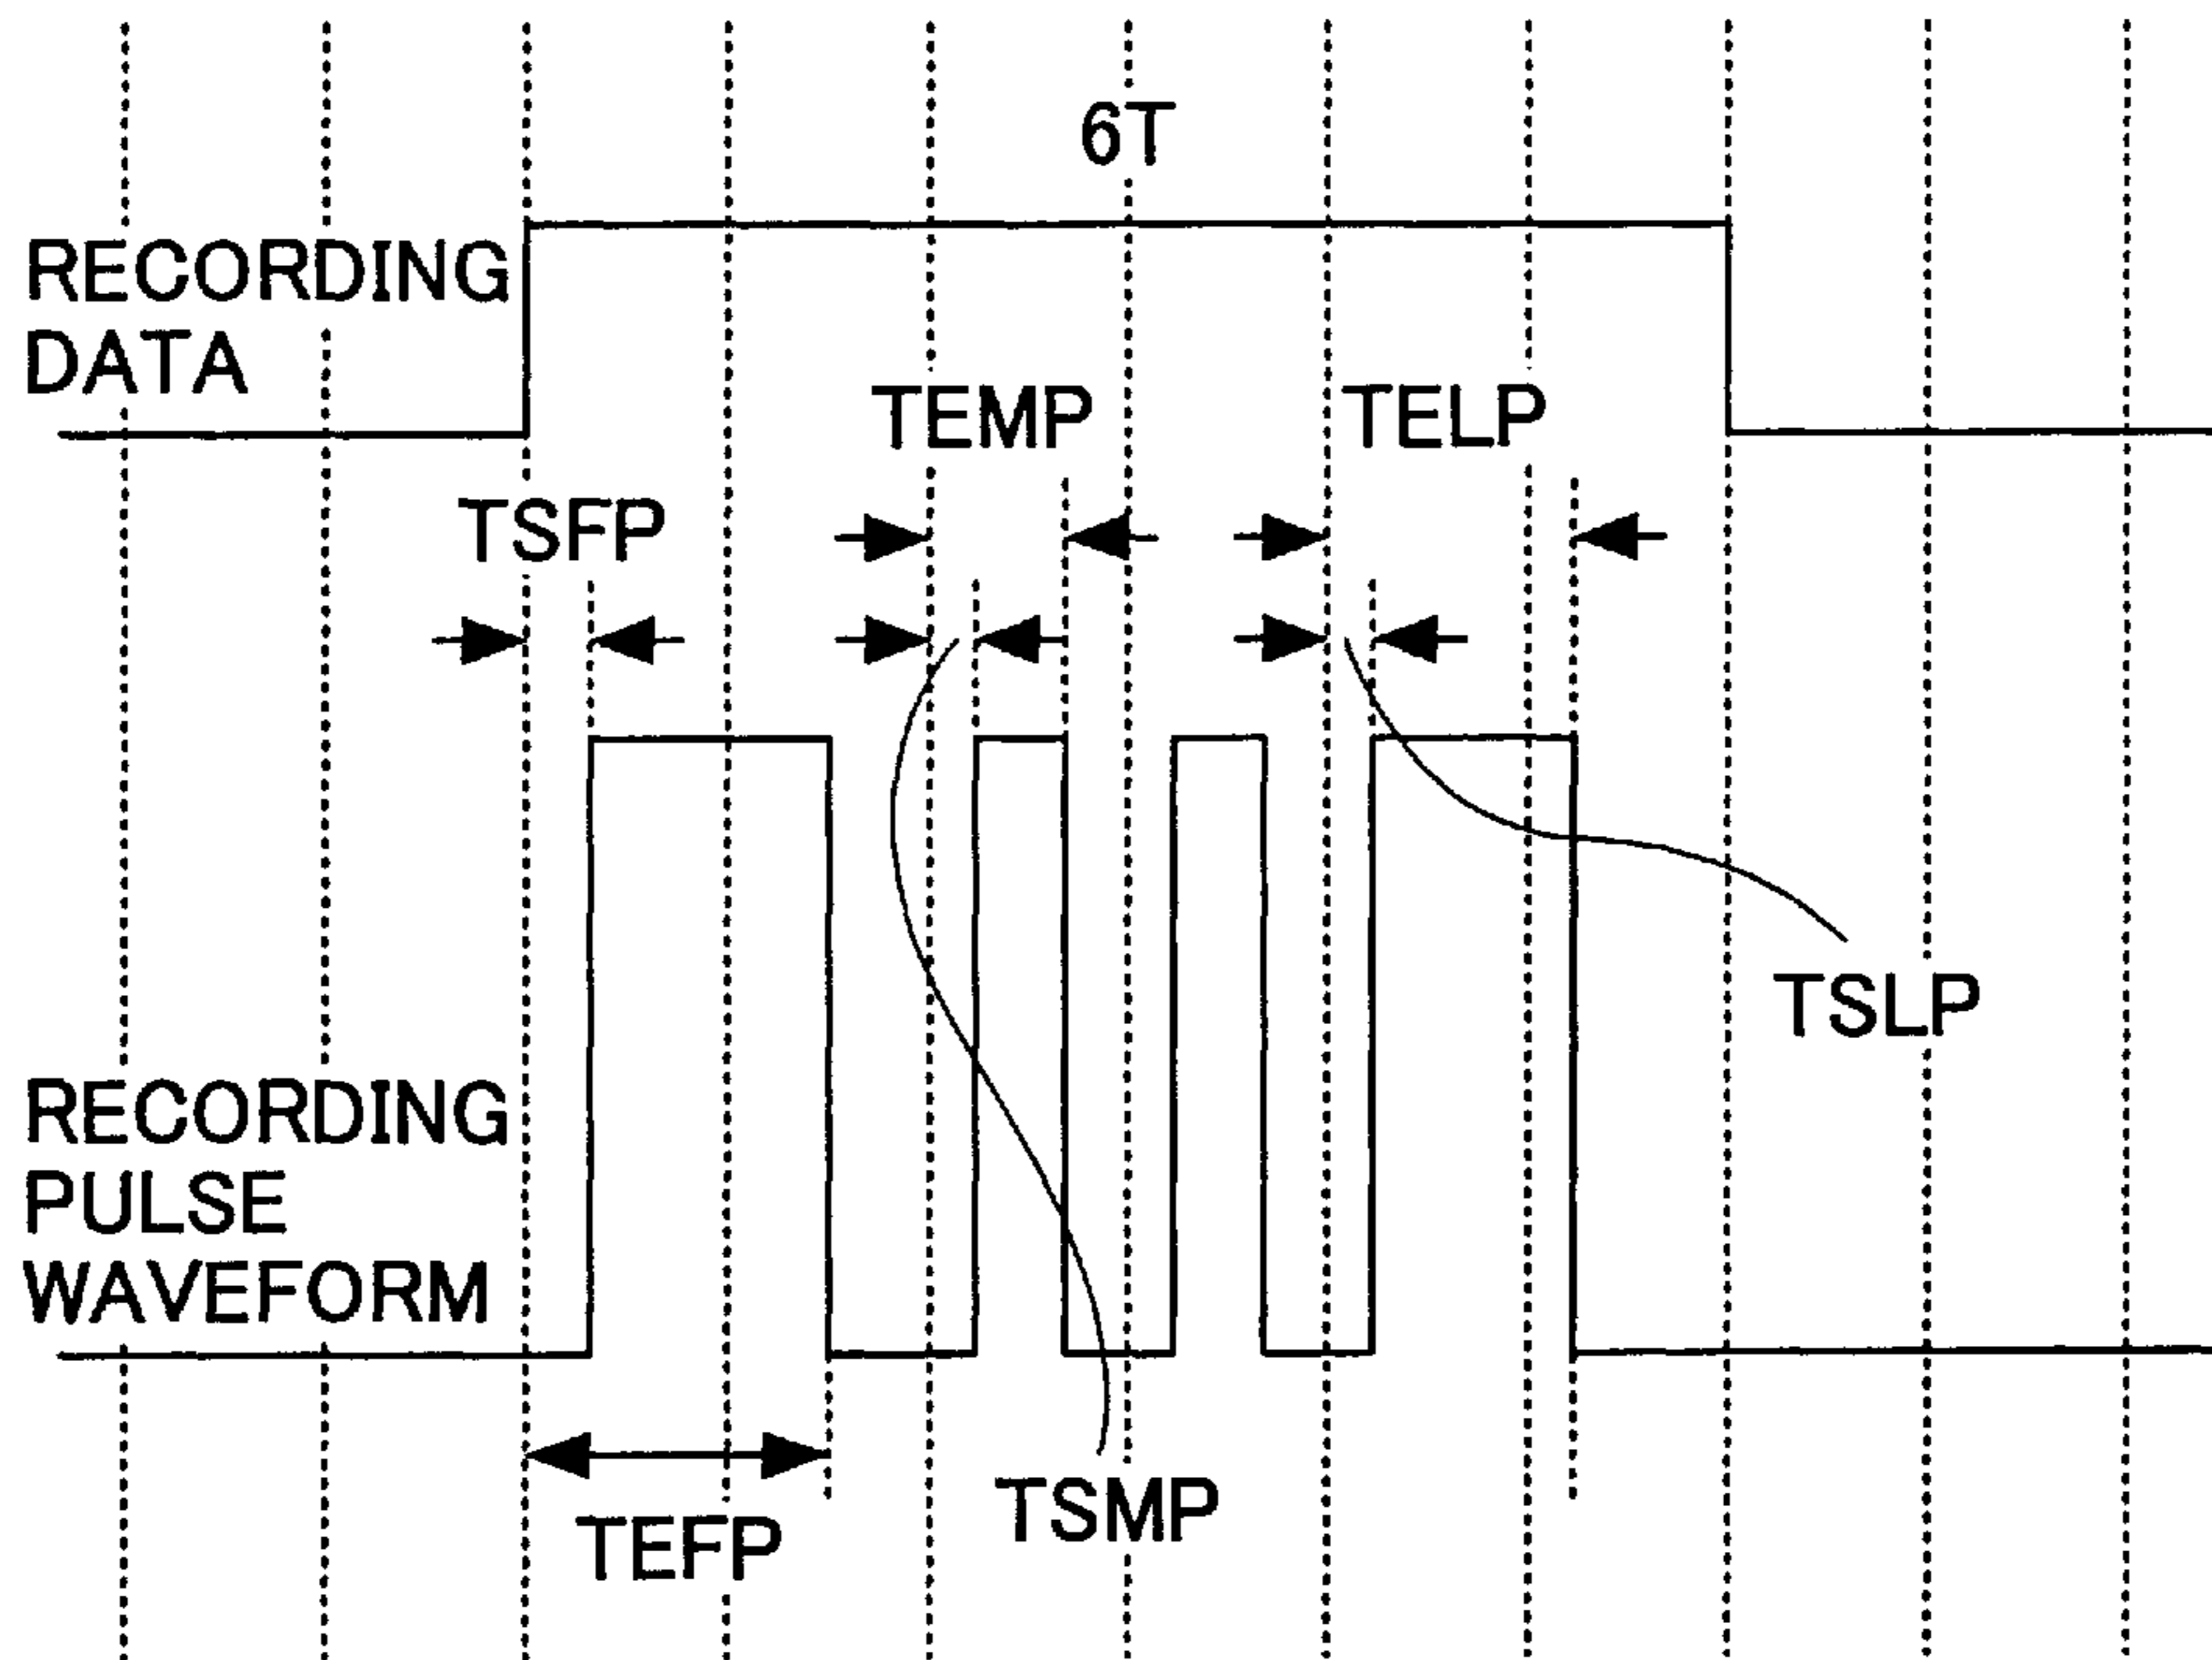 6T
RECORDING
DATA
TEMP
TELP
TSFP
TSLP
RECORDING
PULSE
WAVEFORM
TSMP
TEFP